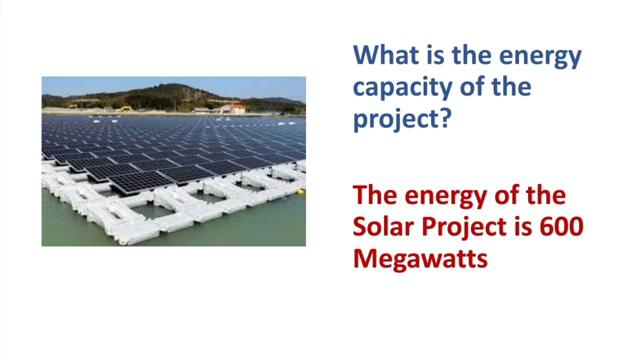 What is the energy
capacity of the
project?
The energy of the
Solar Project is 600
Megawatts